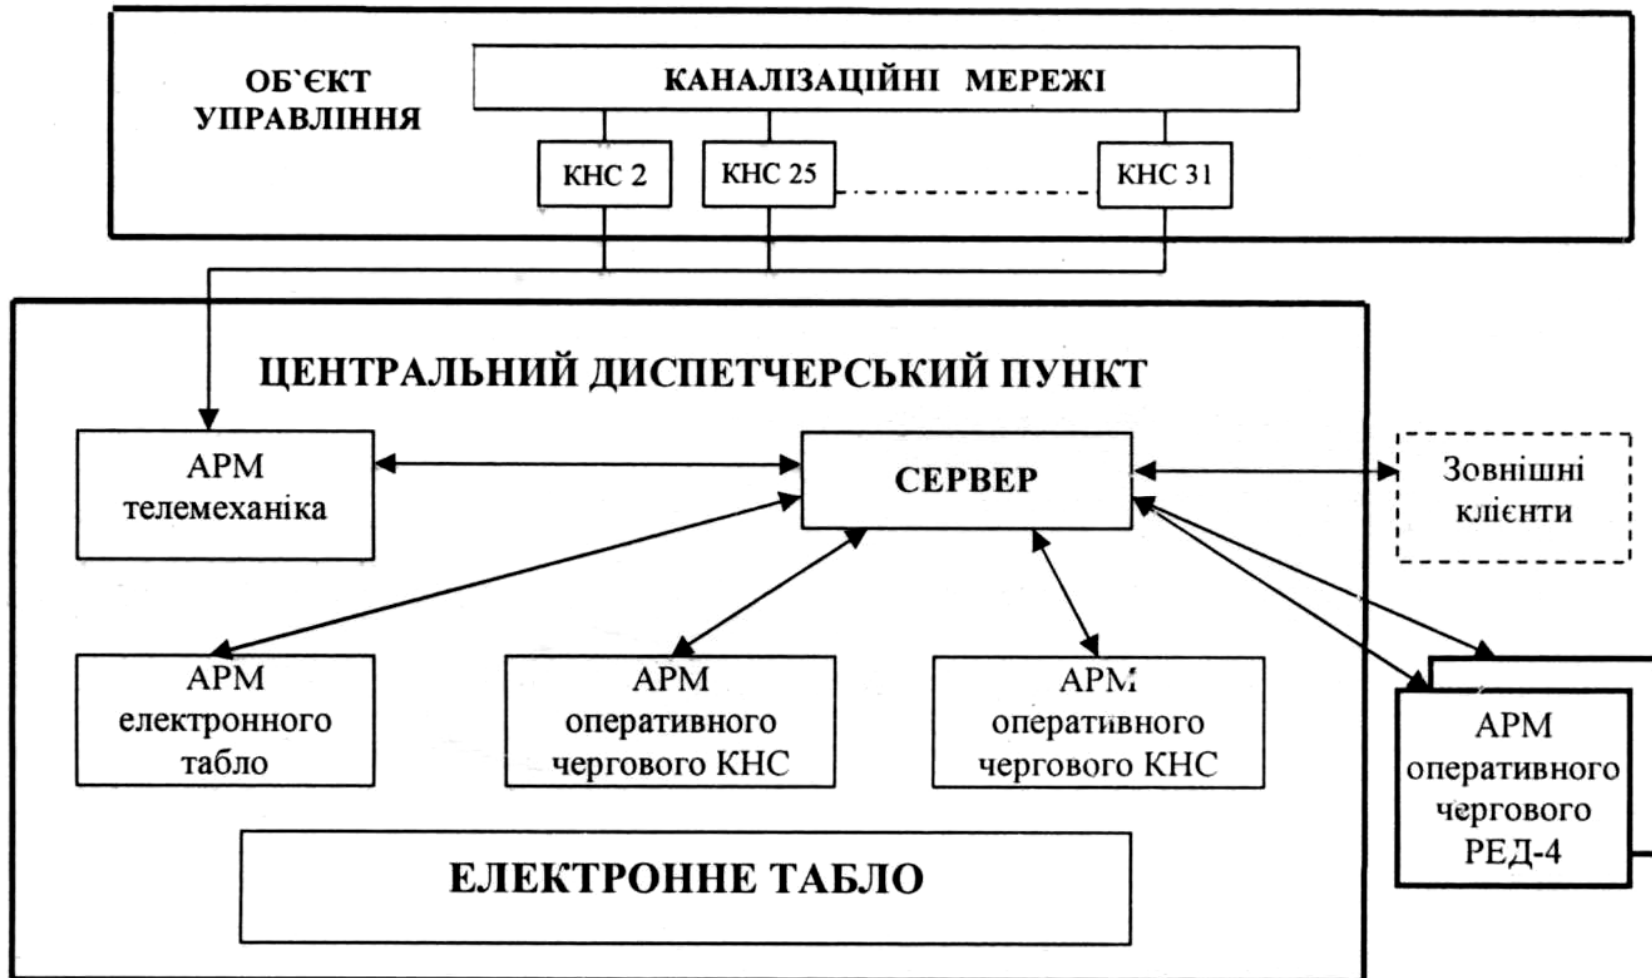 ОБ`ЄКТ
УПРАВЛІННЯ
КАНАЛІЗАЦІЙНІ МЕРЕЖІ
КНС 2
КНС 25
КНС 31
ЦЕНТРАЛЬНИЙ ДИСПЕТЧЕРСЬКИЙ ПУНКТ
АРМ
телемеханіка
СЕРВЕР
Зовнішні
клієнти
АРМ
електронного
табло
АРМ
оперативного
чергового КНС
АРМ
оперативного
чергового КНС
АРМ
оперативного
чергового
РЕД-4
ЕЛЕКТРОННЕ ТАБЛО